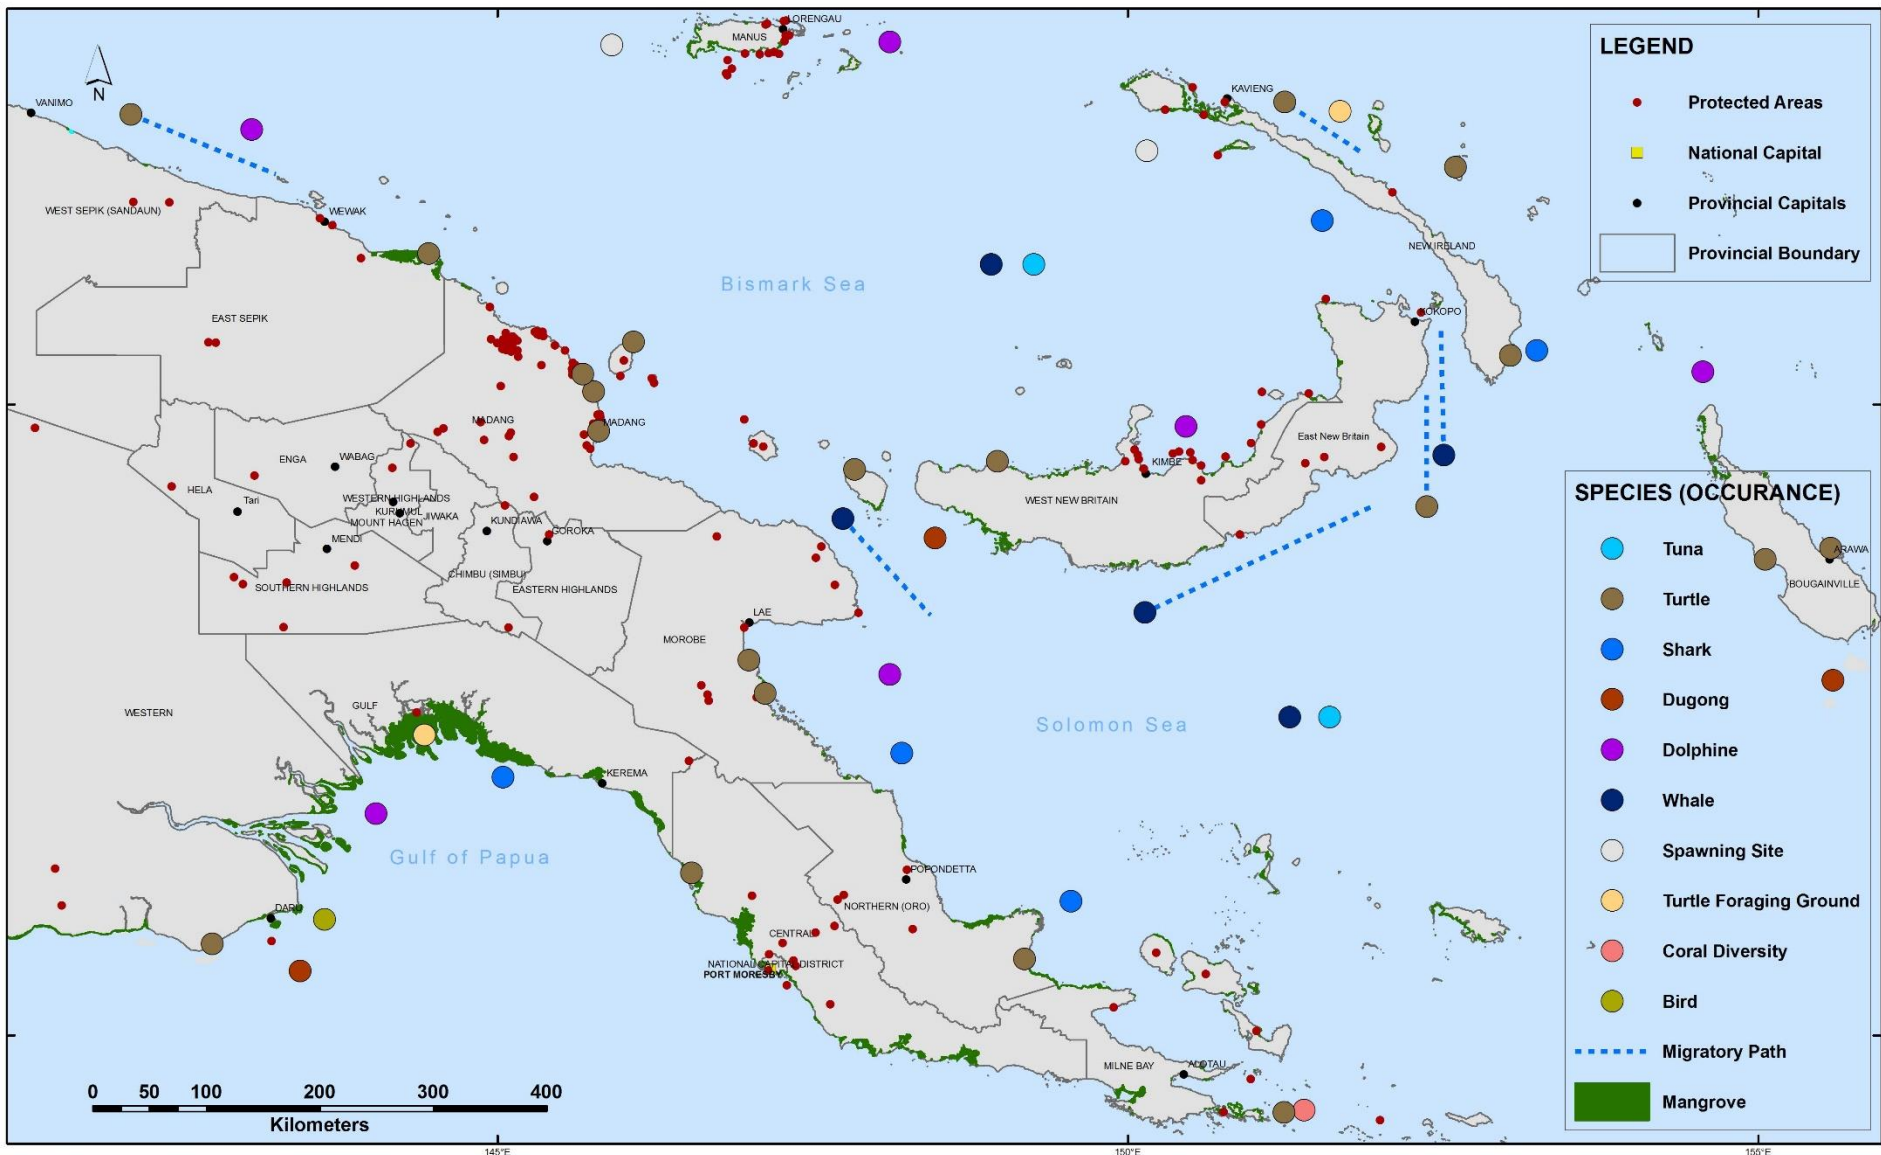 LORENGAU
MANUS
N
VANIMO
KAVIENG
WEST SEPIK (SANDAUN)
WEWAK
NEW IRELAND
Bismark Sea
EAST SEPIK
KOKOPO
MADANG
MADANG
East New Britain
ENGA
WABAG
KIMBE
HELA
Tari
WESTERN HIGHLANDS
WEST NEW BRITAIN
KURUMUL
JIWAKA
MOUNT HAGEN
KUNDIAWA
GOROKA
MENDI
ARAWA
CHIMBU (SIMBU)
SOUTHERN HIGHLANDS
EASTERN HIGHLANDS
BOUGAINVILLE
LAE
MOROBE
GULF
WESTERN
Solomon Sea
KEREMA
Gulf of Papua
POPONDETTA
DARU
NORTHERN (ORO)
CENTRAL
NATIONAL CAPITAL DISTRICT
PORT MORESBY
MILNE BAY
ALOTAU
LEGEND
Protected Areas
National Capital
Provincial Capitals
Provincial Boundary
SPECIES (OCCURANCE)
Tuna
Turtle
Shark
Dugong
Dolphine
Whale
Spawning Site
Turtle Foraging Ground
Coral Diversity
Bird
Migratory Path
Mangrove
0 50 100 200 300 400
Kilometers
145°E 150°E 155°E